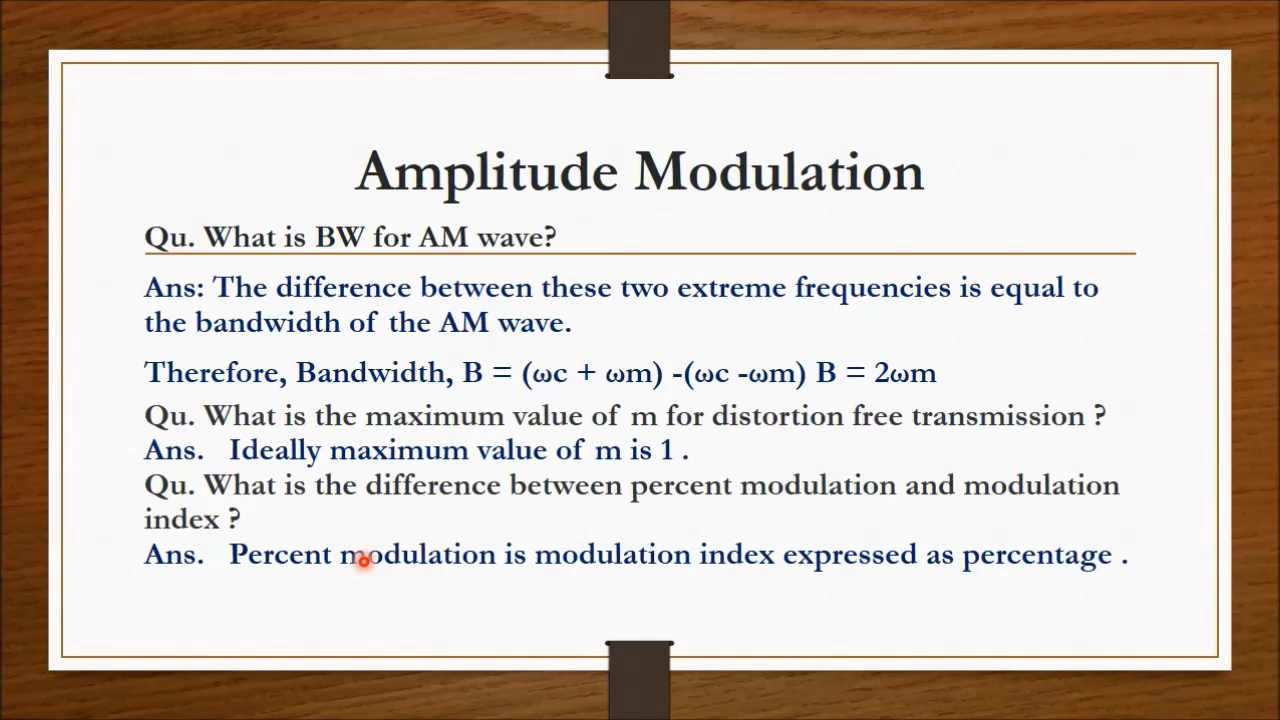 Amplitude Modulation
Qu. What is BW for AM wave?
Ans: The difference between these two extreme frequencies is equal to
the bandwidth of the AM wave.
Therefore, Bandwidth, B = (ωc + ωm) -(ωc -ωm) B = 2ωm
Qu. What is the maximum value of m for distortion free transmission ?
Ans. Ideally maximum value of m is 1 .
Qu. What is the difference between percent modulation and modulation
index ?
Ans. Percent modulation is modulation index expressed as percentage .